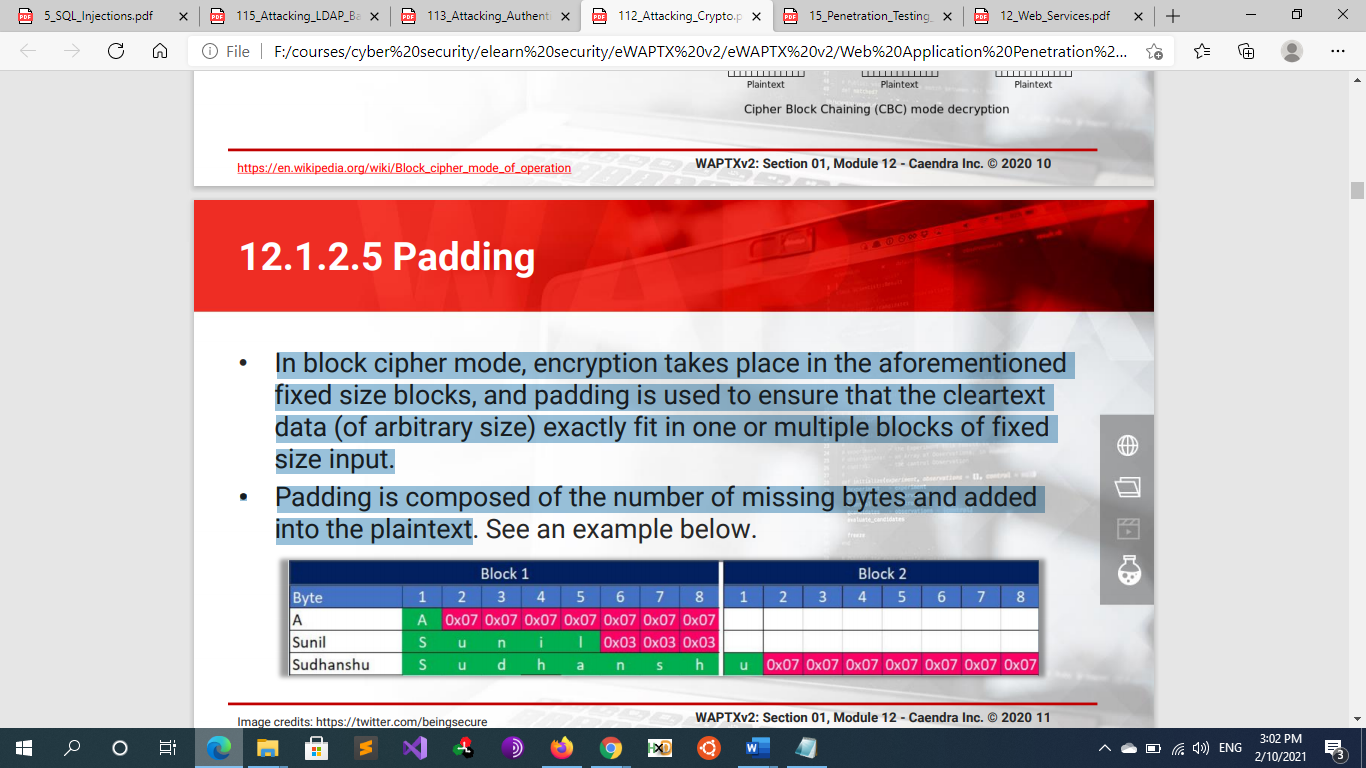 5_SQL_Injections.pdf
115_Attacking_LDAP_Ba
113_Attacking_Authent
112_Attacking_Crypto.p
15_Penetration_Testing_
12_Web_Services.pdf
File F:/courses/cyber%20security/elearn%20security/eWAPTX%20v2/eWAPTX%20v2/Web%20Application%20Penetration%2...
Plaintext Plaintext Plaintext
Cipher Block Chaining (CBC) mode decryption
https://en.wikipedia.org/wiki/Block_cipher_mode_of_operation
WAPTXv2: Section 01, Module 12 - Caendra Inc. © 2020 10
12.1.2.5 Padding
• In block cipher mode, encryption takes place in the aforementioned
fixed size blocks, and padding is used to ensure that the cleartext
data (of arbitrary size) exactly fit in one or multiple blocks of fixed
size input.
• Padding is composed of the number of missing bytes and added
into the plaintext. See an example below.
Block 1 Block 2
Byte 1 2 3 4 5 6 7 8 1 2 3 4 5 6 7 8
A A 0x07 0x07 0x07 0x07 0x07 0x07 0x07
Sunil S u n i l 0x03 0x03 0x03
Sudhanshu S u d h a n s h u 0x07 0x07 0x07 0x07 0x07 0x07 0x07
Image credits: https://twitter.com/beingsecure
WAPTXv2: Section 01, Module 12 - Caendra Inc. © 2020 11
ENG
3:02 PM
2/10/2021
3